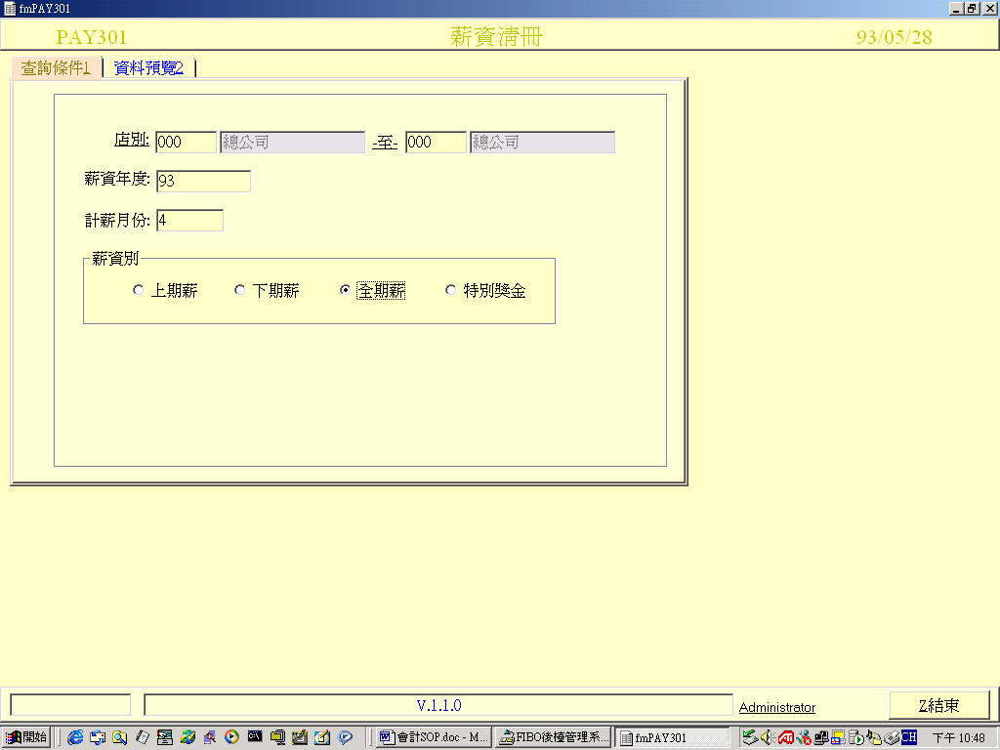 fmPAY301
PAY301 薪資清冊 93/05/28
查詢條件1 資料預覽2
店別: 000 總公司 -至- 000 總公司
薪資年度: 93
計薪月份: 4
薪資別
上期薪 下期薪 全期薪 特別獎金
V.1.1.0 Administrator Z結束
開始 會計SOP.doc - M... FIBO後檯管理系... fmPAY301 CH 下午 10:48